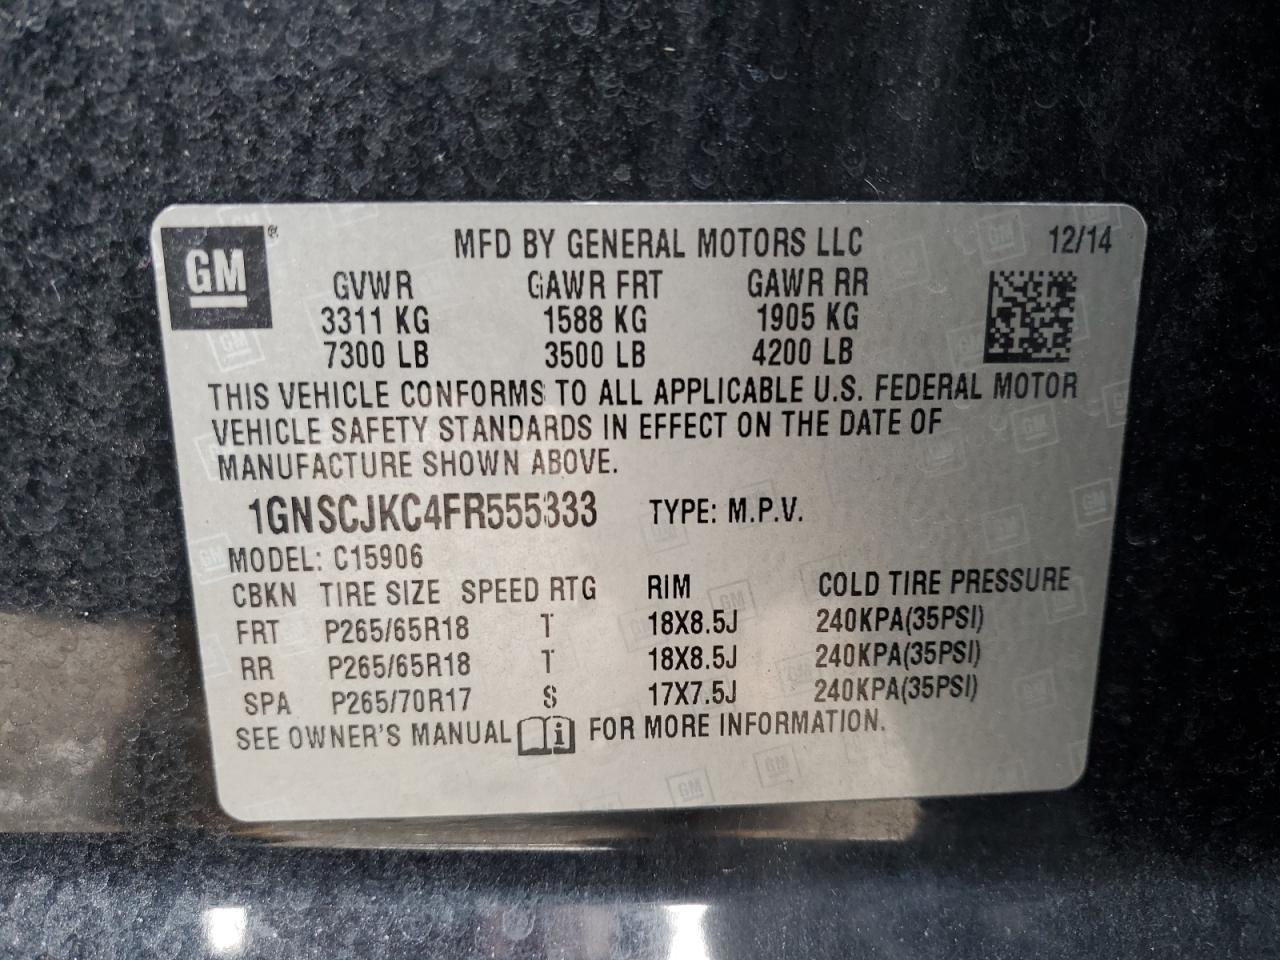 GM ®
MFD BY GENERAL MOTORS LLC 12/14
GVWR GAWR FRT GAWR RR
3311 KG 1588 KG 1905 KG
7300 LB 3500 LB 4200 LB
THIS VEHICLE CONFORMS TO ALL APPLICABLE U.S. FEDERAL MOTOR
VEHICLE SAFETY STANDARDS IN EFFECT ON THE DATE OF
MANUFACTURE SHOWN ABOVE.
1GNSCJKC4FR555333 TYPE: M.P.V.
MODEL: C15906
CBKN TIRE SIZE SPEED RTG RIM COLD TIRE PRESSURE
FRT P265/65R18 T 18X8.5J 240KPA(35PSI)
RR P265/65R18 T 18X8.5J 240KPA(35PSI)
SPA P265/70R17 S 17X7.5J 240KPA(35PSI)
SEE OWNER'S MANUAL i FOR MORE INFORMATION.